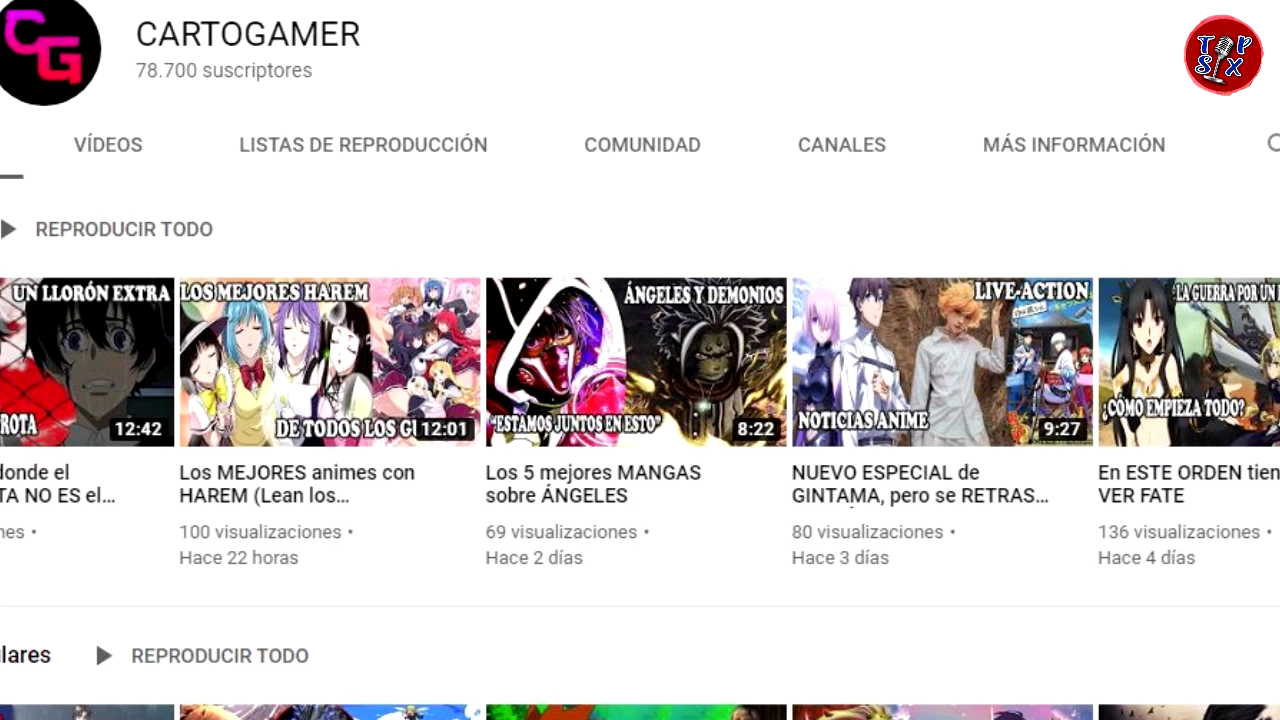 CG
CARTOGAMER
78.700 suscriptores
TOP
SIX
VÍDEOS
LISTAS DE REPRODUCCIÓN
COMUNIDAD
CANALES
MÁS INFORMACIÓN
REPRODUCIR TODO
UN LLORÓN EXTRA
ROTA
12:42
LOS MEJORES HAREM
DE TODOS LOS GU
12:01
ÁNGELES Y DEMONIOS
"ESTAMOS JUNTOS EN ESTO"
8:22
LIVE-ACTION
NOTICIAS ANIME
9:27
LA GUERRA POR UN
¿CÓMO EMPIEZA TODO?
donde el
TA NO ES el...
nes •
Los MEJORES animes con
HAREM (Lean los...
100 visualizaciones •
Hace 22 horas
Los 5 mejores MANGAS
sobre ÁNGELES
69 visualizaciones •
Hace 2 días
NUEVO ESPECIAL de
GINTAMA, pero se RETRAS...
80 visualizaciones •
Hace 3 días
En ESTE ORDEN tien
VER FATE
136 visualizaciones •
Hace 4 días
lares
REPRODUCIR TODO